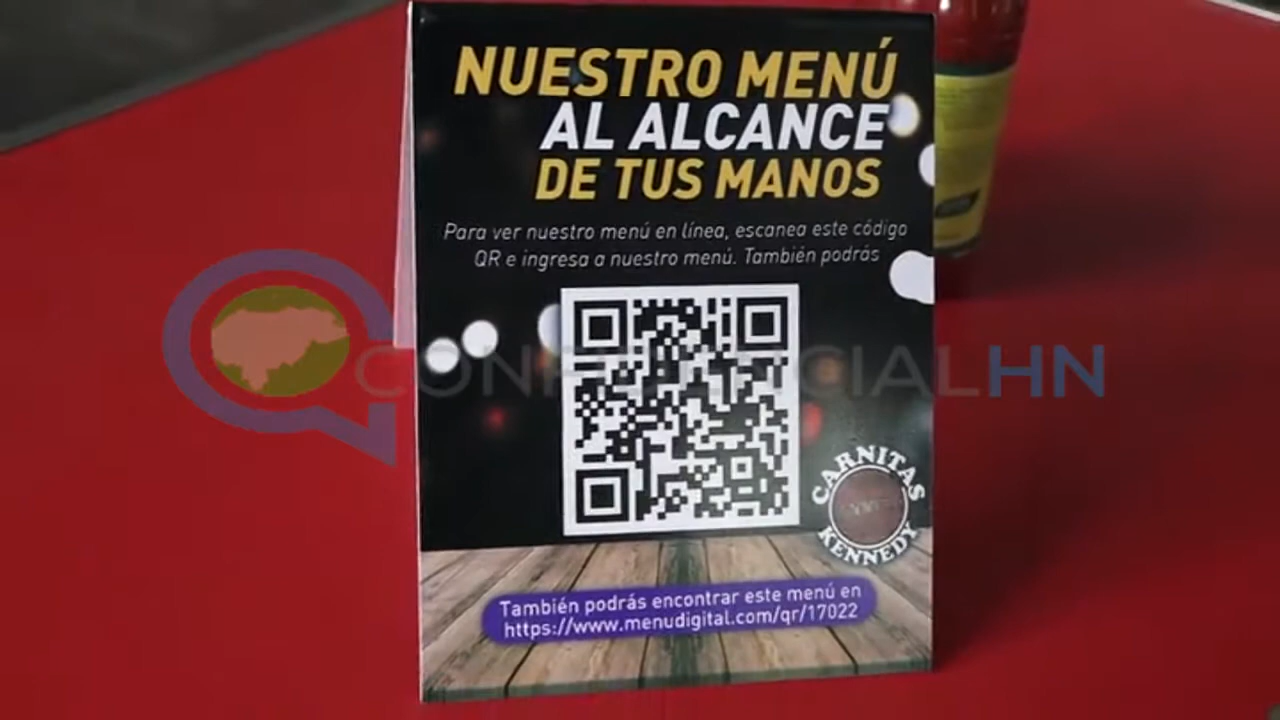 NUESTRO MENÚ
AL ALCANCE
DE TUS MANOS
Para ver nuestro menú en línea, escanea este código
QR e ingresa a nuestro menú. También podrás
CONFIDENCIALHN
CARNITAS
KENNEDY
También podrás encontrar este menú en
https://www.menudigital.com/qr/17022